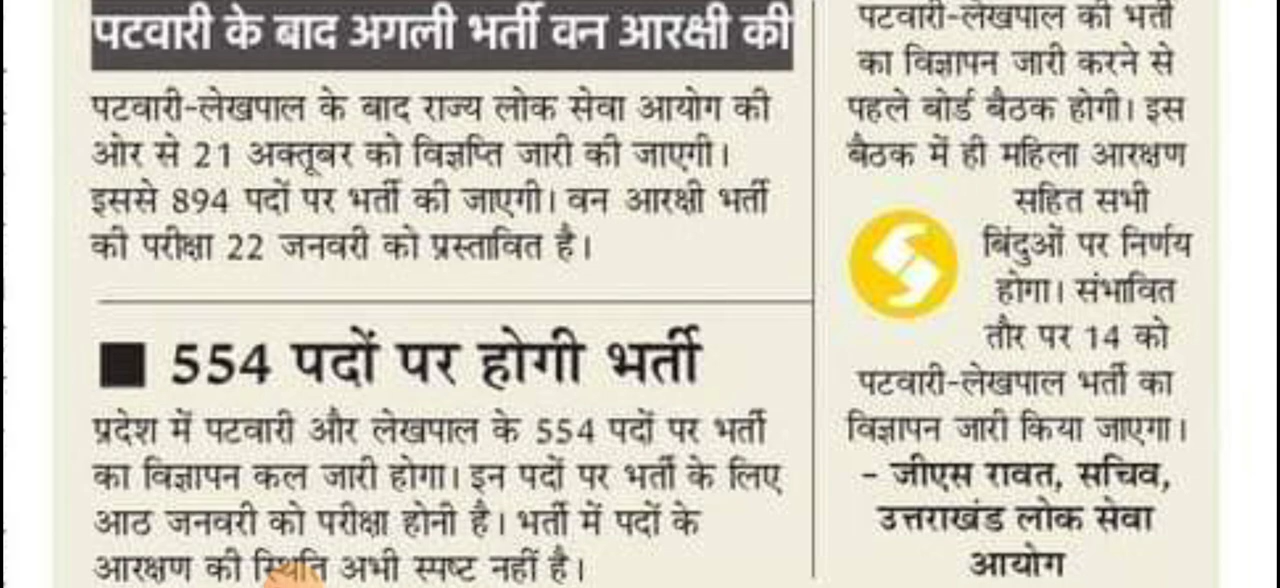 पटवारी के बाद अगली भर्ती वन आरक्षी की
पटवारी-लेखपाल के बाद राज्य लोक सेवा आयोग की
ओर से 21 अक्तूबर को विज्ञप्ति जारी की जाएगी।
इससे 894 पदों पर भर्ती की जाएगी। वन आरक्षी भर्ती
की परीक्षा 22 जनवरी को प्रस्तावित है।
■ 554 पदों पर होगी भर्ती
प्रदेश में पटवारी और लेखपाल के 554 पदों पर भर्ती
का विज्ञापन कल जारी होगा। इन पदों पर भर्ती के लिए
आठ जनवरी को परीक्षा होनी है। भर्ती में पदों के
आरक्षण की स्थिति अभी स्पष्ट नहीं है।
पटवारी-लेखपाल की भर्ती
का विज्ञापन जारी करने से
पहले बोर्ड बैठक होगी। इस
बैठक में ही महिला आरक्षण
सहित सभी
बिंदुओं पर निर्णय
होगा। संभावित
तौर पर 14 को
पटवारी-लेखपाल भर्ती का
विज्ञापन जारी किया जाएगा।
- जीएस रावत, सचिव,
उत्तराखंड लोक सेवा
आयोग